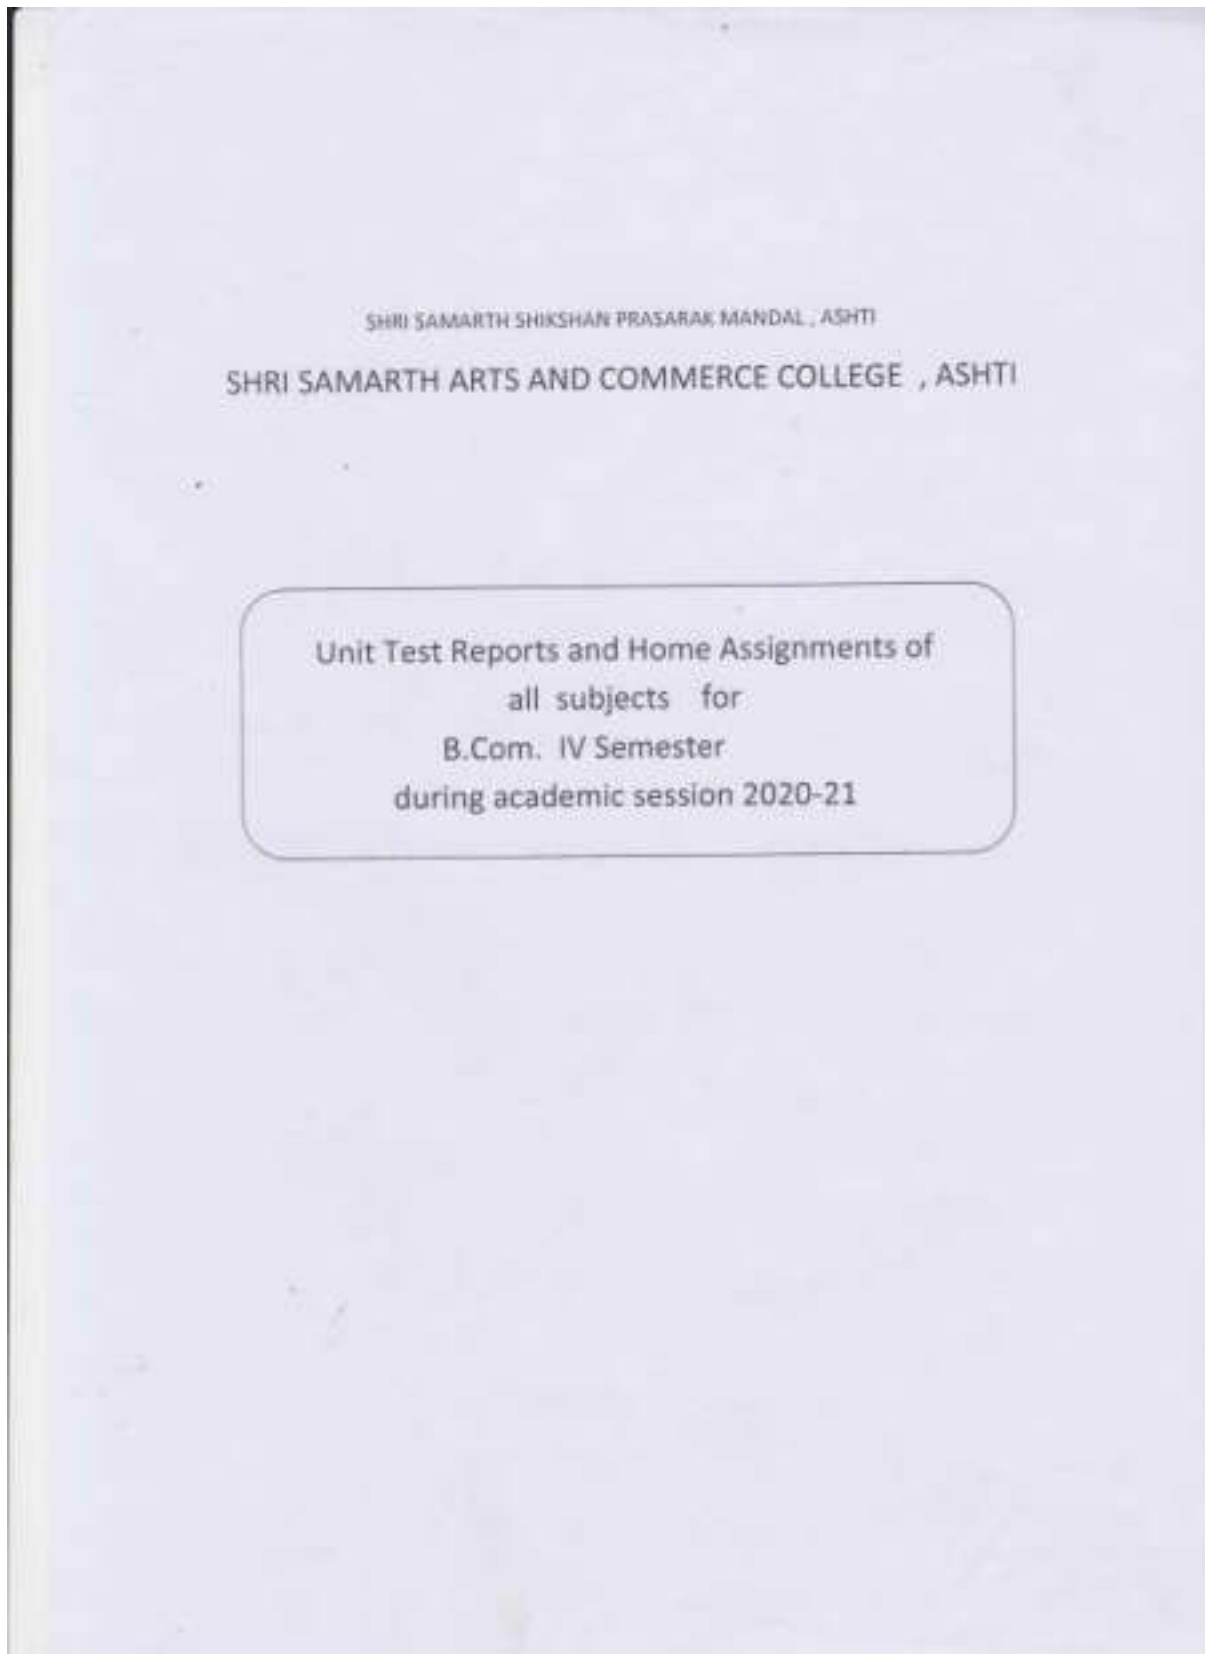 SHRI SAMARTH SHIKSHAN PRASARAK MANDAL , ASHTI
SHRI SAMARTH ARTS AND COMMERCE COLLEGE , ASHTI
Unit Test Reports and Home Assignments of
all subjects for
B.Com. IV Semester
during academic session 2020-21